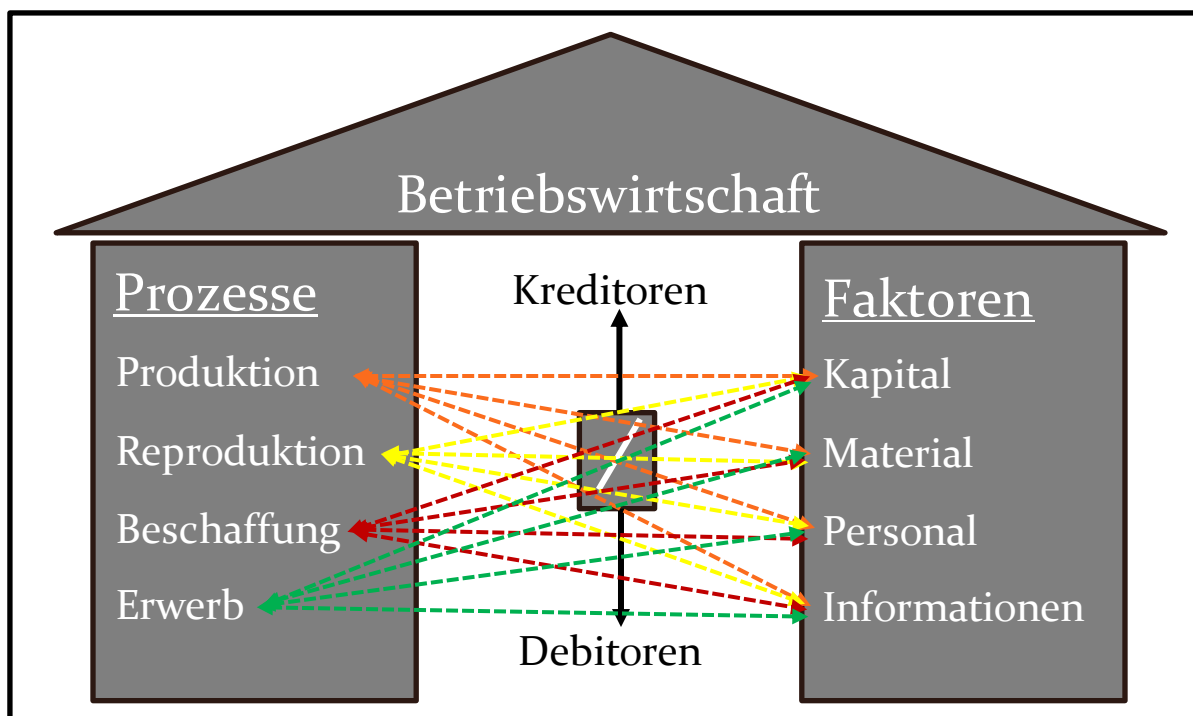 Betriebswirtschaft
Prozesse
Produktion
Reproduktion
Beschaffung
Erwerb
Kreditoren
Debitoren
Faktoren
Kapital
Material
Personal
Informationen